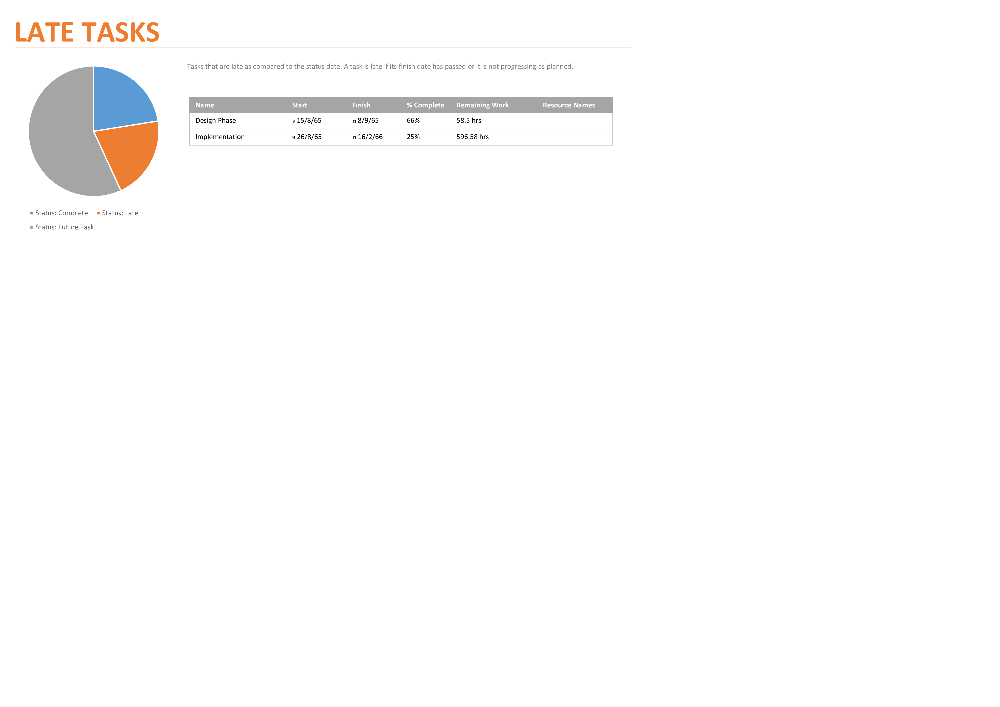 LATE TASKS
Tasks that are late as compared to the status date. A task is late if its finish date has passed or it is not progressing as planned.
Name Start Finish % Complete Remaining Work Resource Names
Design Phase จ 15/8/65 พ 8/9/65 66% 58.5 hrs
Implementation ศ 26/8/65 พ 16/2/66 25% 596.58 hrs
Status: Complete Status: Late
Status: Future Task